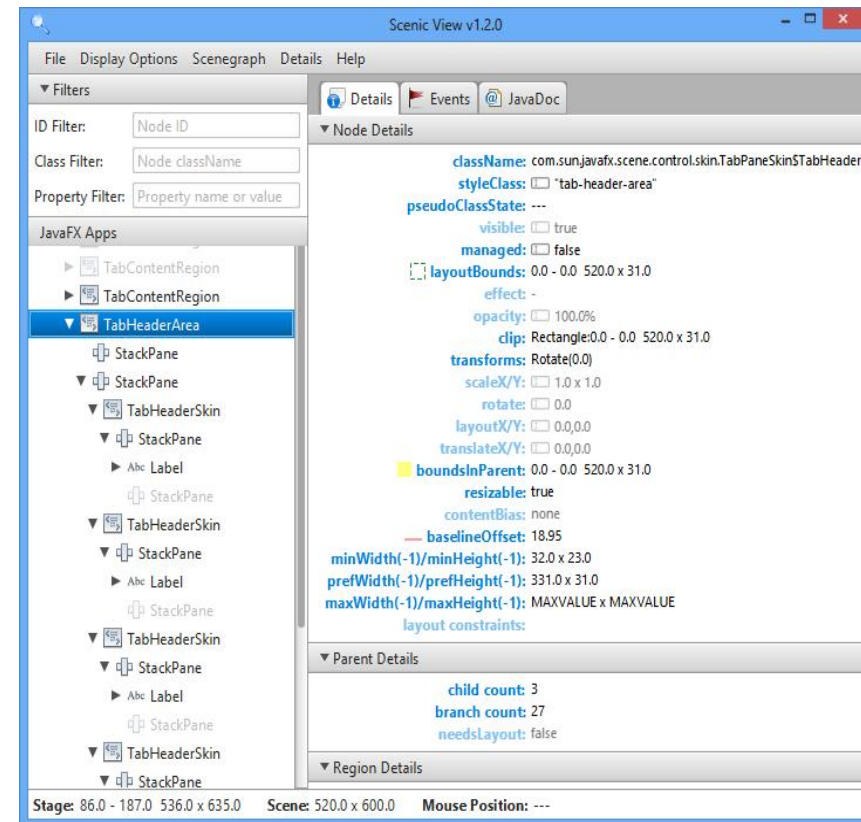 Scenic View v1.2.0
File Display Options Scenegraph Details Help
Filters
ID Filter: Node ID
Class Filter: Node className
Property Filter: Property name or value
JavaFX Apps
TabContentRegion
TabContentRegion
TabHeaderArea
StackPane
StackPane
TabHeaderSkin
StackPane
Abc Label
StackPane
TabHeaderSkin
StackPane
Abc Label
StackPane
TabHeaderSkin
StackPane
Abc Label
StackPane
TabHeaderSkin
StackPane
Details Events JavaDoc
Node Details
className: com.sun.javafx.scene.control.skin.TabPaneSkin$TabHeader
styleClass: "tab-header-area"
pseudoClassState: ---
visible: true
managed: false
layoutBounds: 0.0 - 0.0 520.0 x 31.0
effect: -
opacity: 100.0%
clip: Rectangle:0.0 - 0.0 520.0 x 31.0
transforms: Rotate(0.0)
scaleX/Y: 1.0 x 1.0
rotate: 0.0
layoutX/Y: 0.0,0.0
translateX/Y: 0.0,0.0
boundsInParent: 0.0 - 0.0 520.0 x 31.0
resizable: true
contentBias: none
baselineOffset: 18.95
minWidth(-1)/minHeight(-1): 32.0 x 23.0
prefWidth(-1)/prefHeight(-1): 331.0 x 31.0
maxWidth(-1)/maxHeight(-1): MAXVALUE x MAXVALUE
layout constraints:
Parent Details
child count: 3
branch count: 27
needsLayout: false
Region Details
Stage: 86.0 - 187.0 536.0 x 635.0 Scene: 520.0 x 600.0 Mouse Position: ---